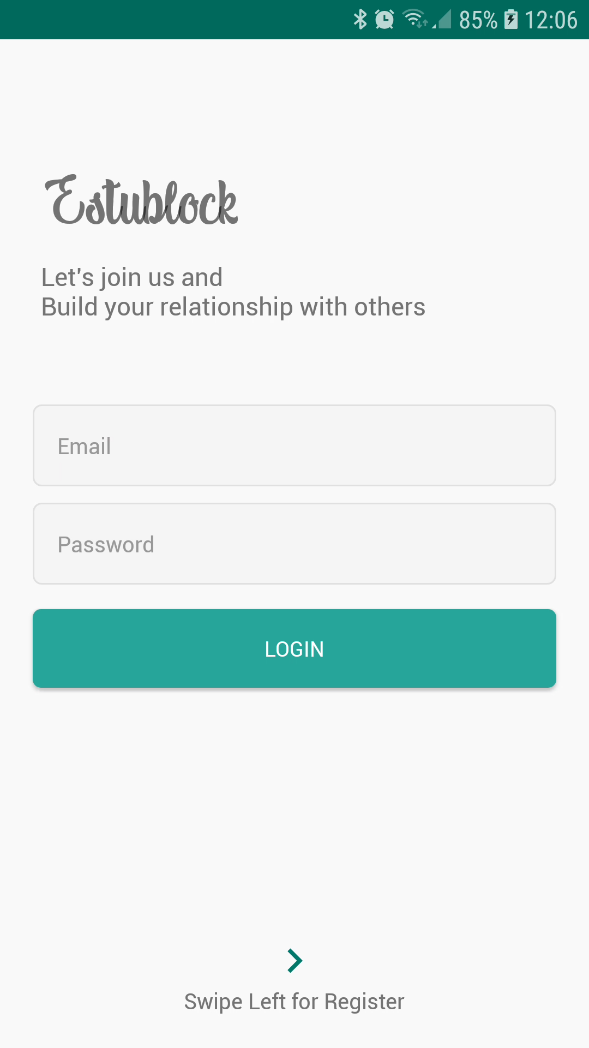 85% 12:06
Estublock
Let's join us and
Build your relationship with others
Email
Password
LOGIN
Swipe Left for Register